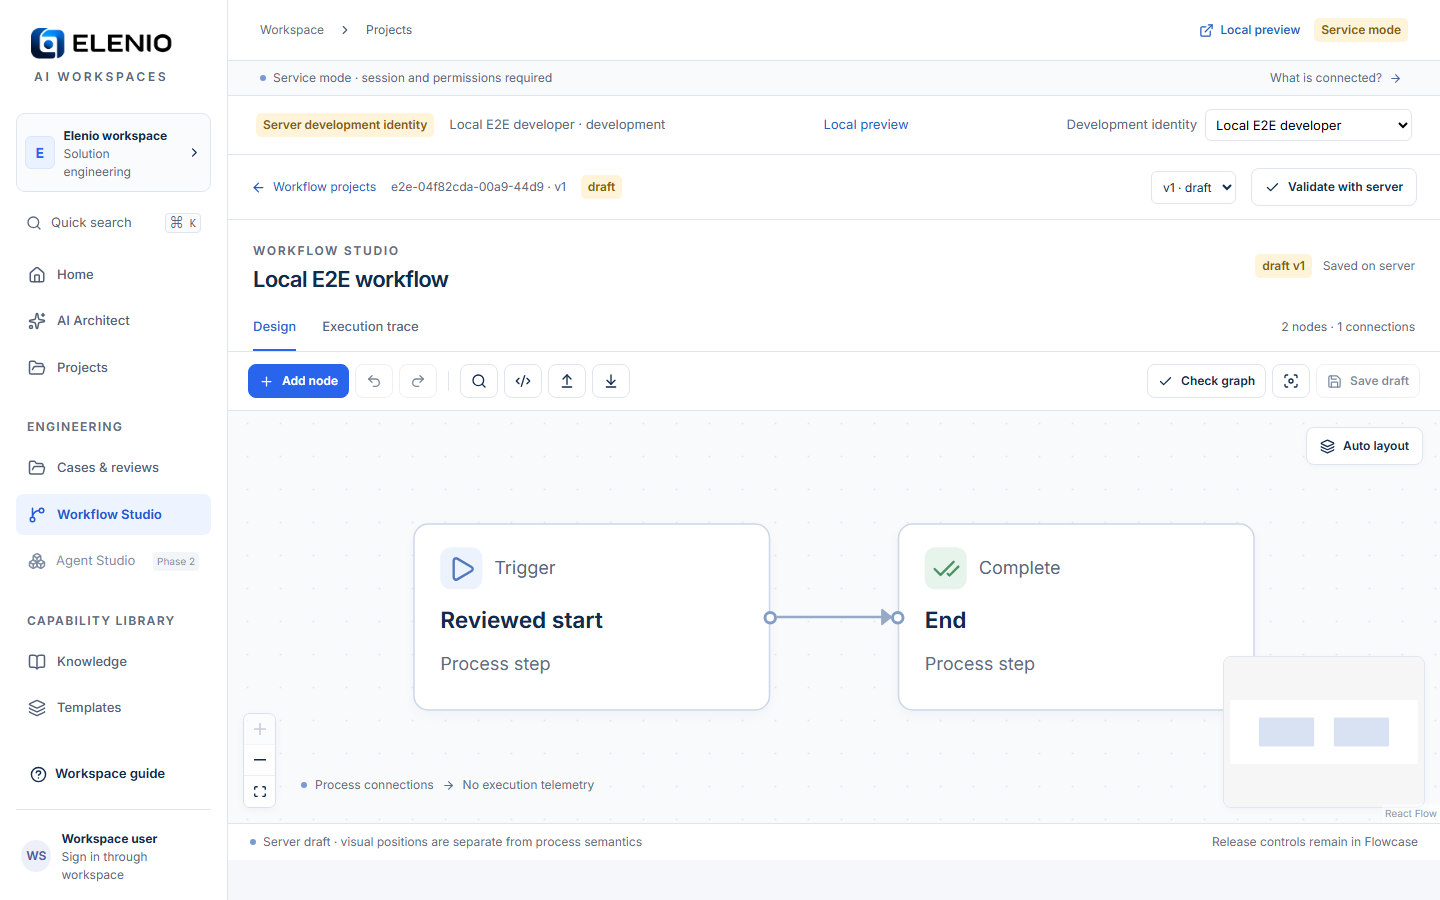 ELENIO
AI WORKSPACES
E
Elenio workspace
Solution
engineering
Quick search
⌘ K
Home
AI Architect
Projects
ENGINEERING
Cases & reviews
Workflow Studio
Agent Studio
Phase 2
CAPABILITY LIBRARY
Knowledge
Templates
Workspace guide
WS
Workspace user
Sign in through
workspace
Workspace
Projects
Local preview
Service mode
Service mode · session and permissions required
What is connected?
Server development identity
Local E2E developer · development
Local preview
Development identity
Local E2E developer
Workflow projects
e2e-04f82cda-00a9-44d9 · v1
draft
v1 · draft
Validate with server
WORKFLOW STUDIO
Local E2E workflow
draft v1
Saved on server
Design
Execution trace
2 nodes · 1 connections
Add node
Check graph
Save draft
Auto layout
Trigger
Reviewed start
Process step
Complete
End
Process step
Process connections
No execution telemetry
React Flow
Server draft · visual positions are separate from process semantics
Release controls remain in Flowcase